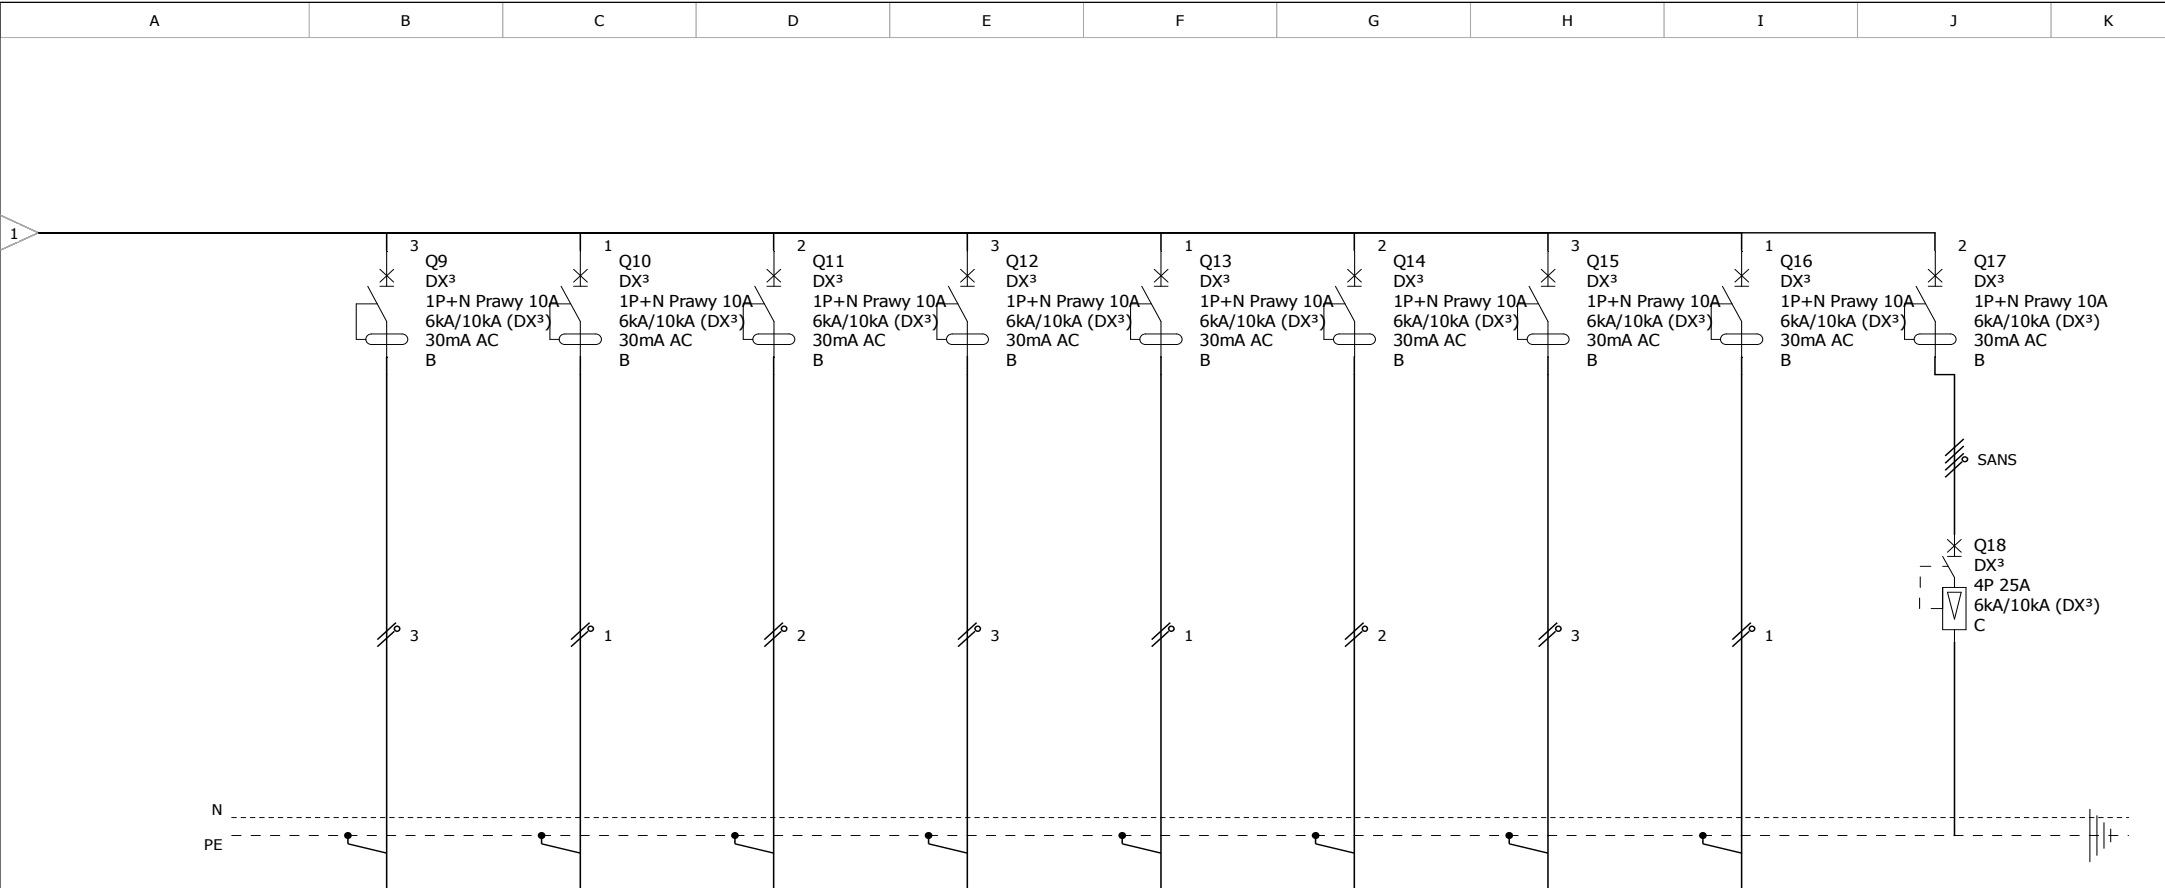 A B C D E F G H I J K
1
3 1 2 3 1 2 3 1 2
Q9 Q10 Q11 Q12 Q13 Q14 Q15 Q16 Q17
DX³ DX³ DX³ DX³ DX³ DX³ DX³ DX³ DX³
1P+N Prawy 10A 1P+N Prawy 10A 1P+N Prawy 10A 1P+N Prawy 10A 1P+N Prawy 10A 1P+N Prawy 10A 1P+N Prawy 10A 1P+N Prawy 10A 1P+N Prawy 10A
6kA/10kA (DX³) 6kA/10kA (DX³) 6kA/10kA (DX³) 6kA/10kA (DX³) 6kA/10kA (DX³) 6kA/10kA (DX³) 6kA/10kA (DX³) 6kA/10kA (DX³) 6kA/10kA (DX³)
30mA AC 30mA AC 30mA AC 30mA AC 30mA AC 30mA AC 30mA AC 30mA AC 30mA AC
B B B B B B B B B
SANS
Q18
DX³
4P 25A
6kA/10kA (DX³)
C
3 1 2 3 1 2 3 1
N
PE